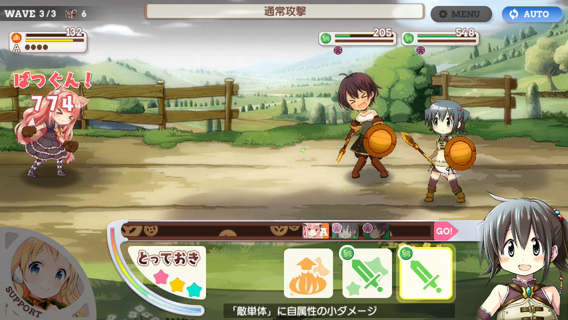 WAVE 3/3
6
通常攻撃
MENU
AUTO
132
A
205
548
ばつぐん!
774
A
GO!
とっておき
SUPPORT
「敵単体」に自属性の小ダメージ